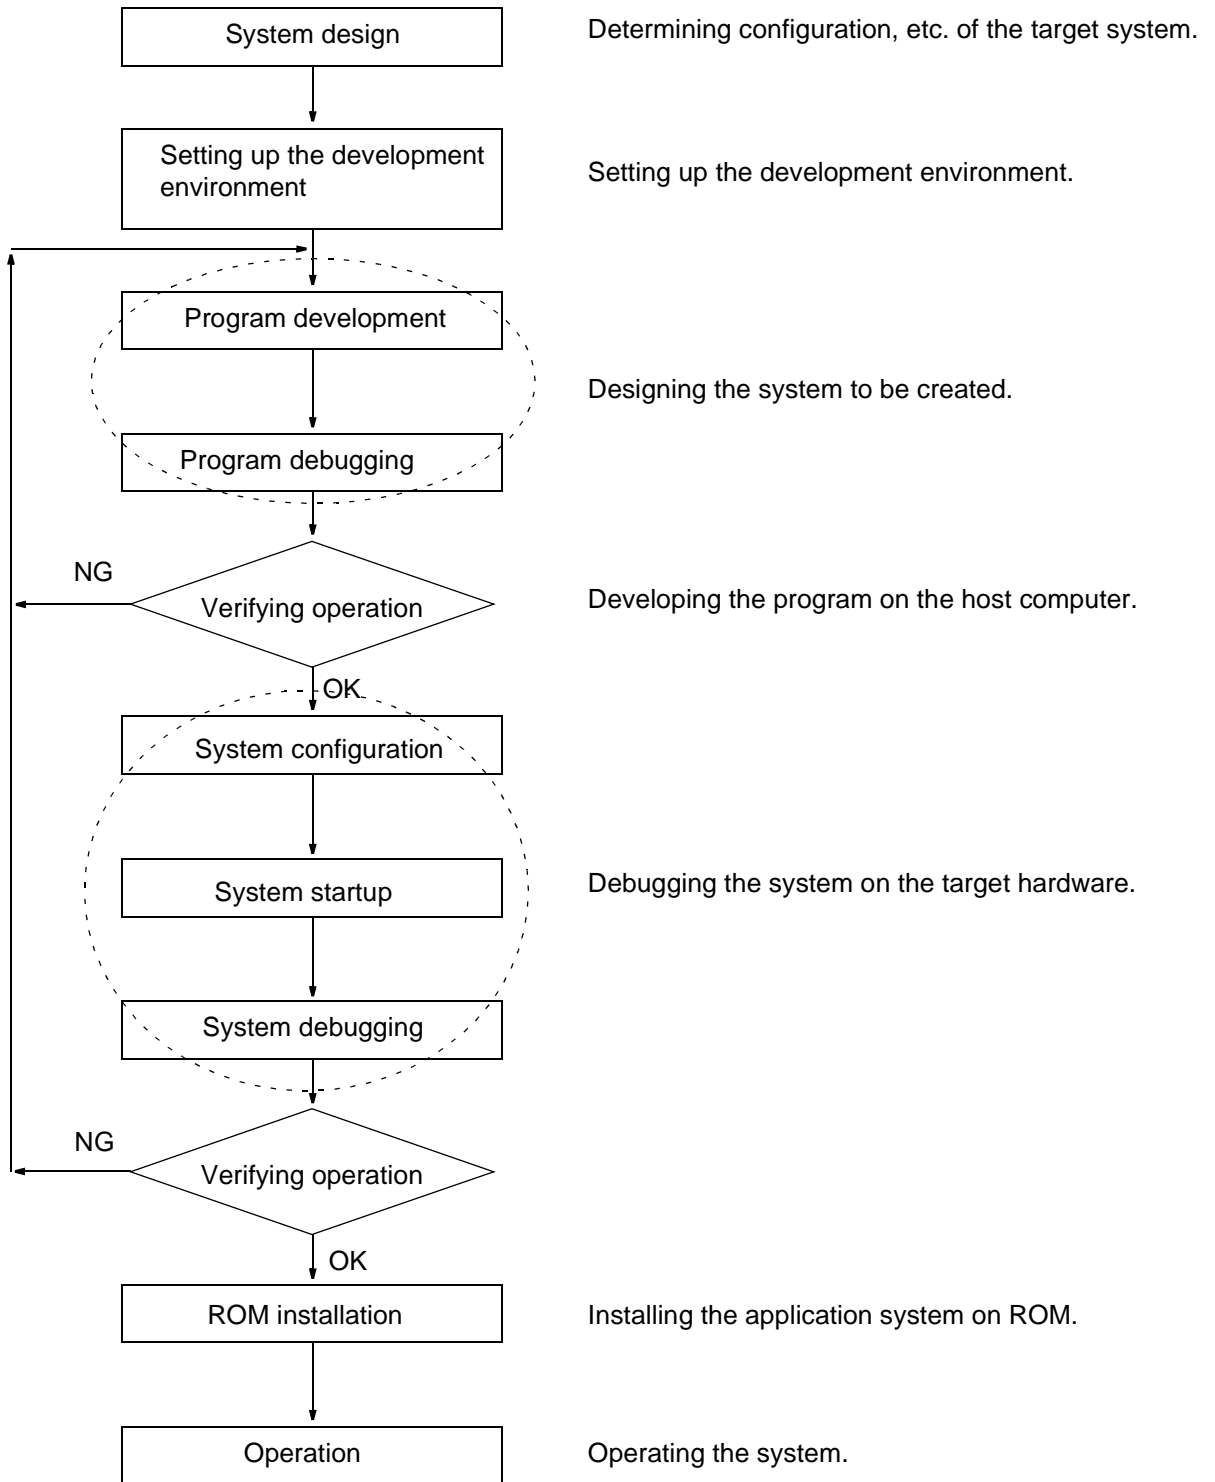 System design
Determining configuration, etc. of the target system.
Setting up the development
environment
Setting up the development environment.
Program development
Designing the system to be created.
Program debugging
NG
Verifying operation
Developing the program on the host computer.
OK
System configuration
System startup
Debugging the system on the target hardware.
System debugging
NG
Verifying operation
OK
ROM installation
Installing the application system on ROM.
Operation
Operating the system.